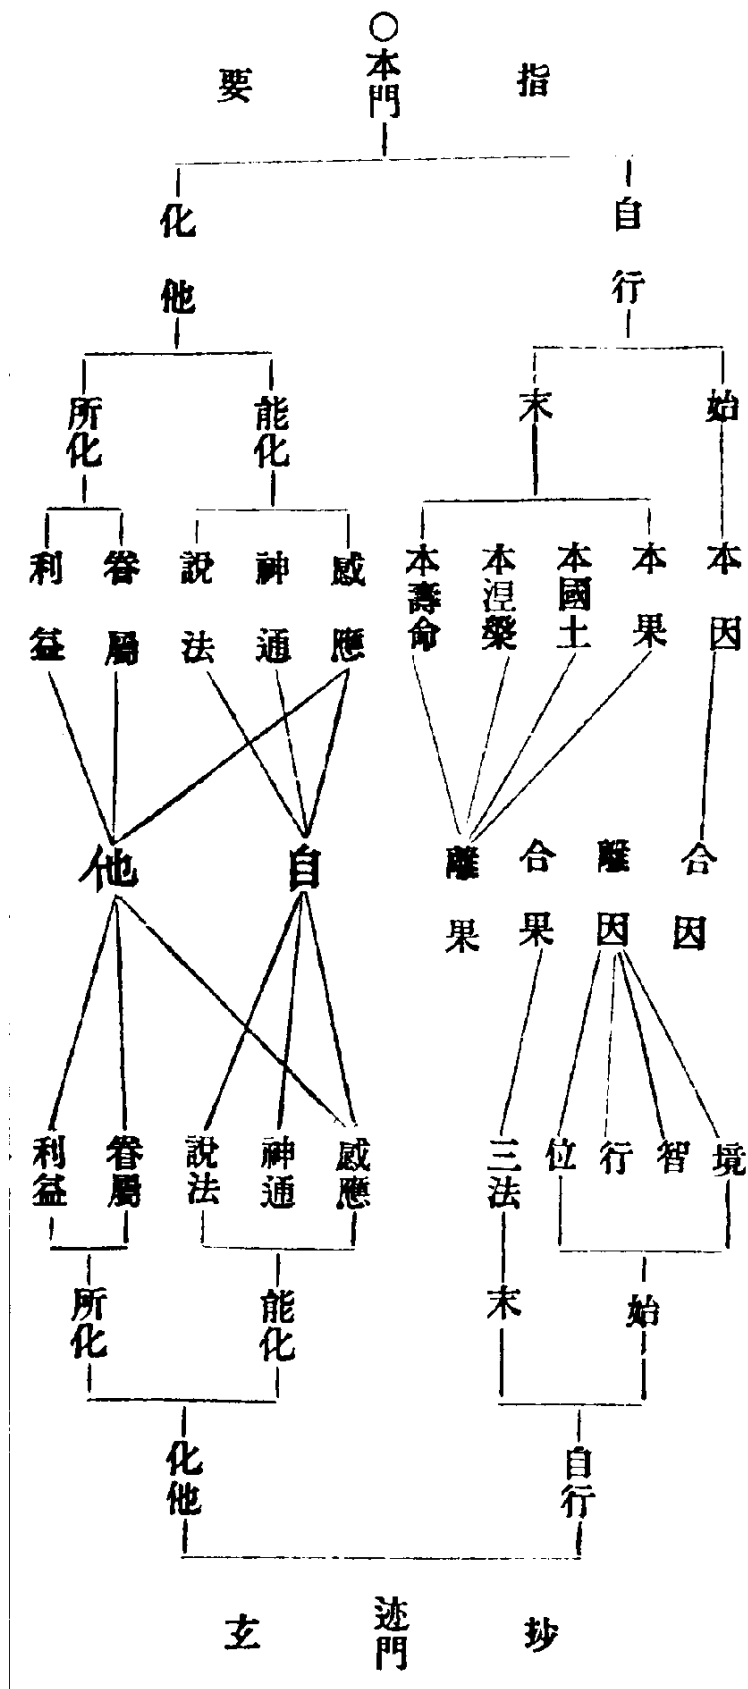 指 ○本門 要
自行 化他
始 末 能化 所化
本因 本果 本國土 本涅槃 本壽命 感應 神通 說法 眷屬 利益
合因 離因 合果 離果 自 他
境 智 行 位 三法 感應 神通 說法 眷屬 利益
始 末 能化 所化
自行 化他
抄 迹門 玄